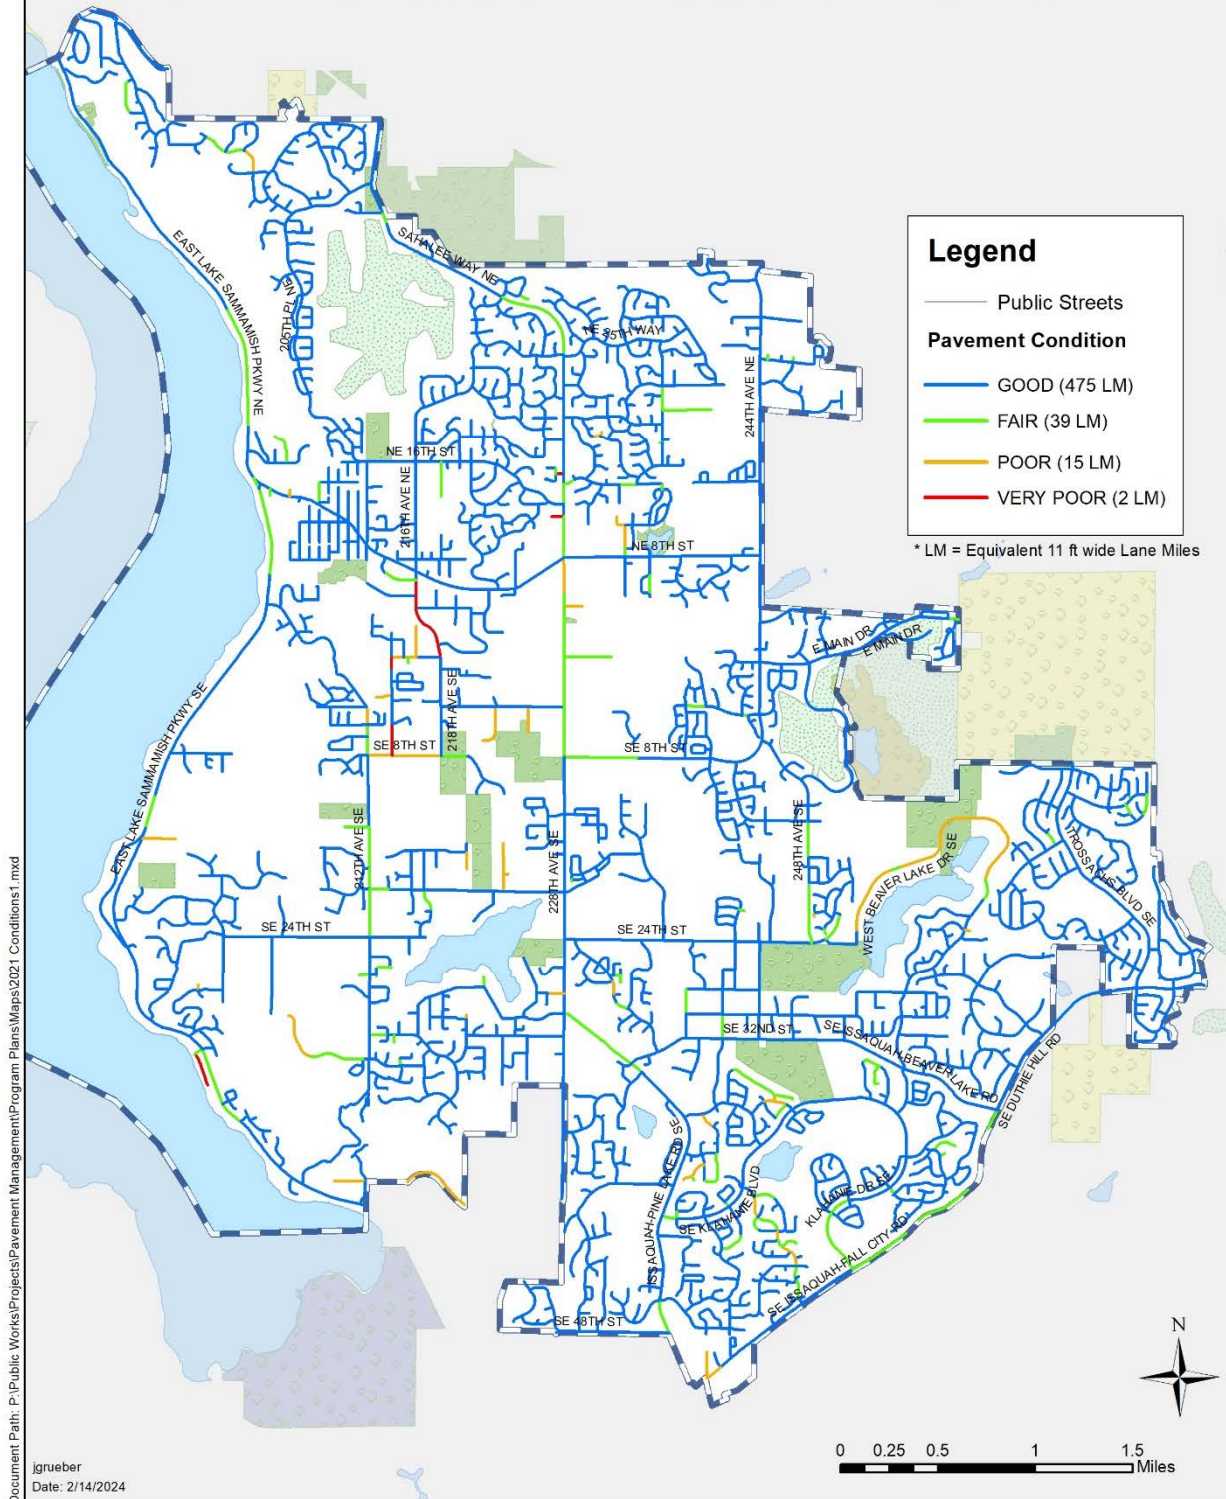 EAST LAKE SAMMAMISH PKWY NE
205TH PL NE
SAHALEE WAY NE
NE 25TH WAY
244TH AVE NE
NE 16TH ST
216TH AVE NE
NE 8TH ST
E MAIN DR
E MAIN DR
218TH AVE SE
SE 8TH ST
SE 8TH ST
EAST LAKE SAMMAMISH PKWY SE
212TH AVE SE
228TH AVE SE
248TH AVE SE
WEST BEAVER LAKE DR SE
TROSSACHS BLVD SE
SE 24TH ST
SE 24TH ST
SE 32ND ST
SE ISSAQUAH-BEAVER LAKE RD
SE DUTHIE HILL RD
ISSAQUAH-PINE LAKE RD SE
SE KLAHANIE BLVD
KLAHANIE DR SE
SE ISSAQUAH-FALL CITY RD
SE 48TH ST
Legend
Public Streets
Pavement Condition
GOOD (475 LM)
FAIR (39 LM)
POOR (15 LM)
VERY POOR (2 LM)
* LM = Equivalent 11 ft wide Lane Miles
N
0 0.25 0.5 1 1.5
Miles
Document Path: P:\Public Works\Projects\Pavement Management\Program Plans\Maps\2021 Conditions1.mxd
jgrueber
Date: 2/14/2024